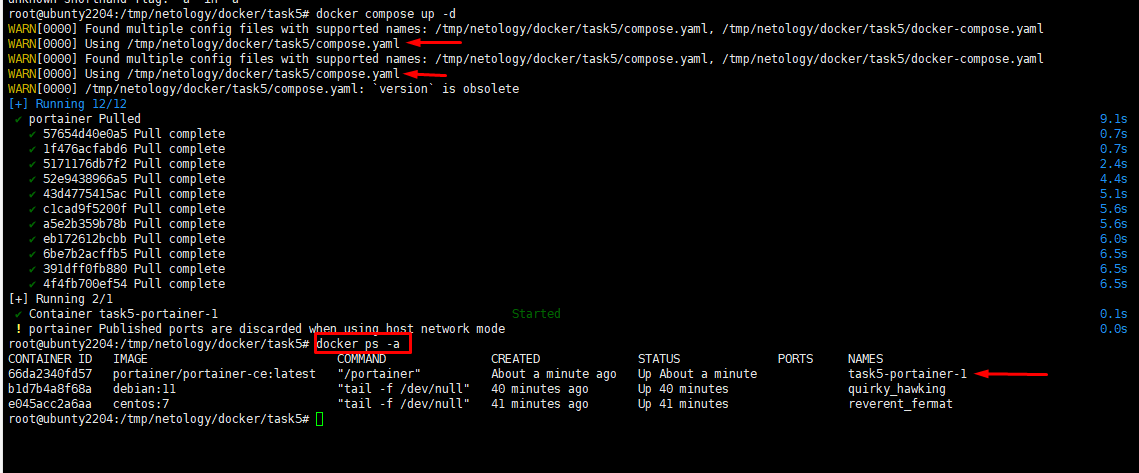 unknown shorthand flag: 'a' in -a
root@ubunty2204:/tmp/netology/docker/task5# docker compose up -d
WARN[0000] Found multiple config files with supported names: /tmp/netology/docker/task5/compose.yaml, /tmp/netology/docker/task5/docker-compose.yaml
WARN[0000] Using /tmp/netology/docker/task5/compose.yaml
WARN[0000] Found multiple config files with supported names: /tmp/netology/docker/task5/compose.yaml, /tmp/netology/docker/task5/docker-compose.yaml
WARN[0000] Using /tmp/netology/docker/task5/compose.yaml
WARN[0000] /tmp/netology/docker/task5/compose.yaml: `version` is obsolete
[+] Running 12/12
✔ portainer Pulled 9.1s
✔ 57654d40e0a5 Pull complete 0.7s
✔ 1f476acfabd6 Pull complete 0.7s
✔ 5171176db7f2 Pull complete 2.4s
✔ 52e9438966a5 Pull complete 4.4s
✔ 43d4775415ac Pull complete 5.1s
✔ c1cad9f5200f Pull complete 5.6s
✔ a5e2b359b78b Pull complete 5.6s
✔ eb172612bcbb Pull complete 6.0s
✔ 6be7b2acffb5 Pull complete 6.5s
✔ 391dff0fb880 Pull complete 6.5s
✔ 4f4fb700ef54 Pull complete 6.5s
[+] Running 2/1
✔ Container task5-portainer-1 Started 0.1s
! portainer Published ports are discarded when using host network mode 0.0s
root@ubunty2204:/tmp/netology/docker/task5# docker ps -a
CONTAINER ID IMAGE COMMAND CREATED STATUS PORTS NAMES
66da2340fd57 portainer/portainer-ce:latest "/portainer" About a minute ago Up About a minute task5-portainer-1
b1d7b4a8f68a debian:11 "tail -f /dev/null" 40 minutes ago Up 40 minutes quirky_hawking
e045acc2a6aa centos:7 "tail -f /dev/null" 41 minutes ago Up 41 minutes reverent_fermat
root@ubunty2204:/tmp/netology/docker/task5#